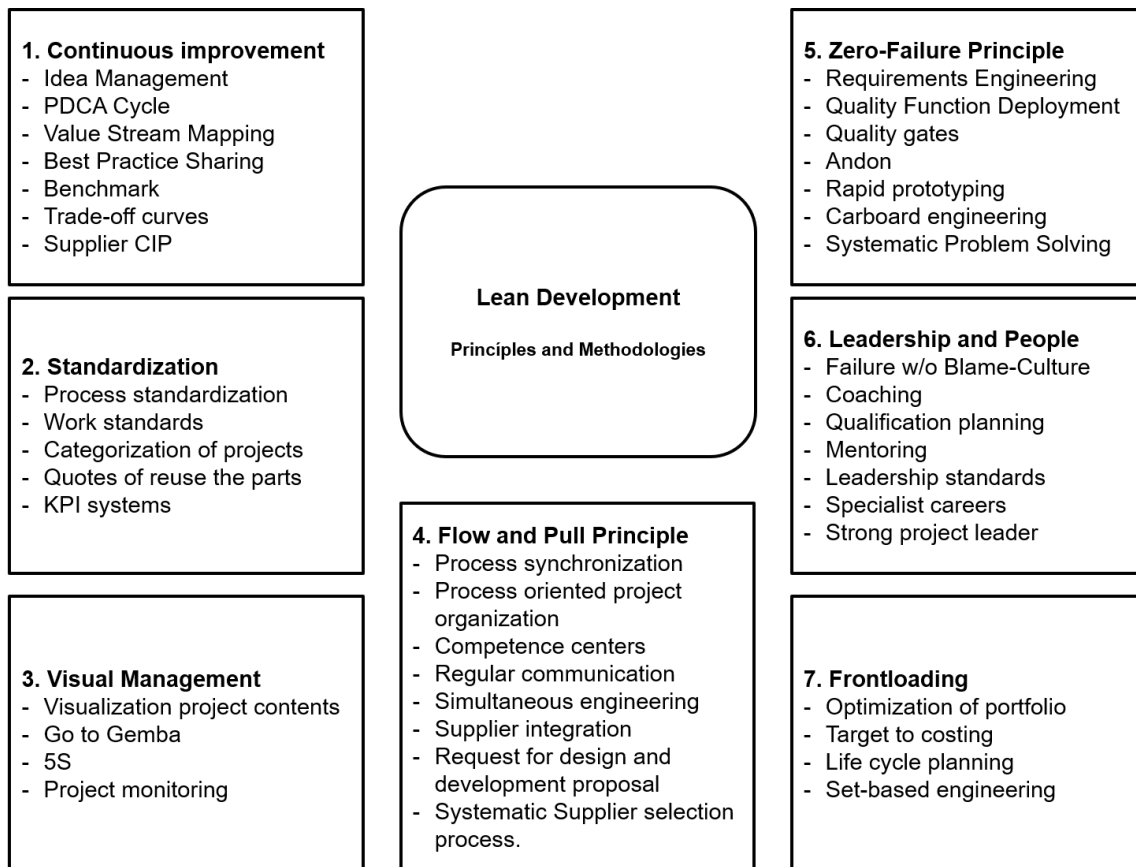 1. Continuous improvement
- Idea Management
- PDCA Cycle
- Value Stream Mapping
- Best Practice Sharing
- Benchmark
- Trade-off curves
- Supplier CIP
2. Standardization
- Process standardization
- Work standards
- Categorization of projects
- Quotes of reuse the parts
- KPI systems
3. Visual Management
- Visualization project contents
- Go to Gemba
- 5S
- Project monitoring
Lean Development
Principles and Methodologies
4. Flow and Pull Principle
- Process synchronization
- Process oriented project
organization
- Competence centers
- Regular communication
- Simultaneous engineering
- Supplier integration
- Request for design and
development proposal
- Systematic Supplier selection
process.
5. Zero-Failure Principle
- Requirements Engineering
- Quality Function Deployment
- Quality gates
- Andon
- Rapid prototyping
- Carboard engineering
- Systematic Problem Solving
6. Leadership and People
- Failure w/o Blame-Culture
- Coaching
- Qualification planning
- Mentoring
- Leadership standards
- Specialist careers
- Strong project leader
7. Frontloading
- Optimization of portfolio
- Target to costing
- Life cycle planning
- Set-based engineering